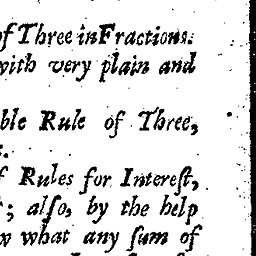 of Three in Fractions.
with very plain and
ble Rule of Three,
Rules for Intereſt,
; alſo, by the help
what any ſum of